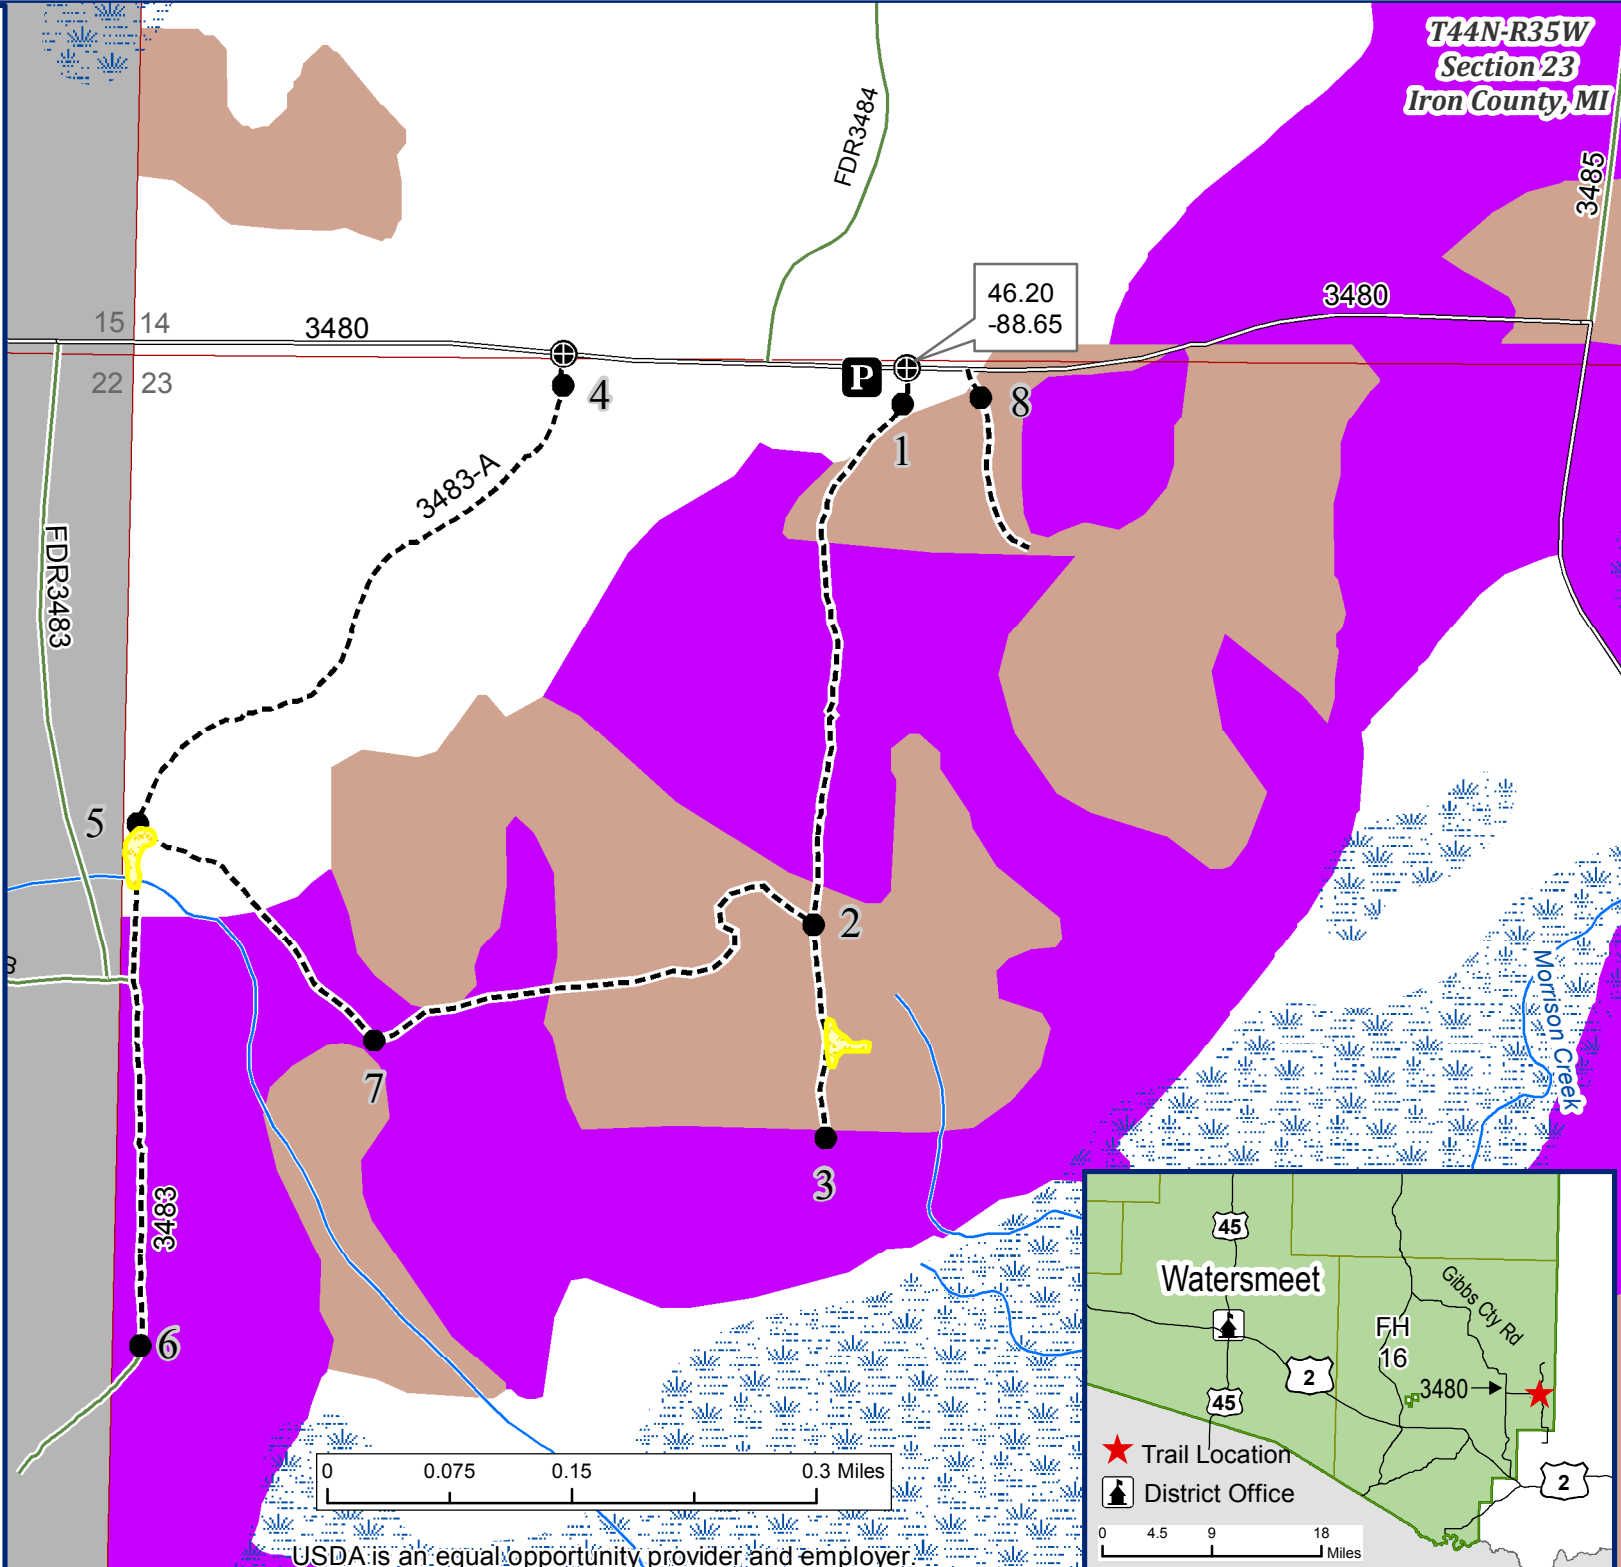 T44N-R35W
Section 23
Iron County, MI
FDR3484
3485
46.20
-88.65
15 14
3480
3480
22 23
P
4
8
1
3483-A
FDR3483
5
2
Morrison Creek
7
3
3483
6
0 0.075 0.15 0.3 Miles
USDA is an equal opportunity provider and employer.
45
Watersmeet
Gibbs Cty Rd
FH
16
2
3480
45
Trail Location
District Office
2
0 4.5 9 18
Miles